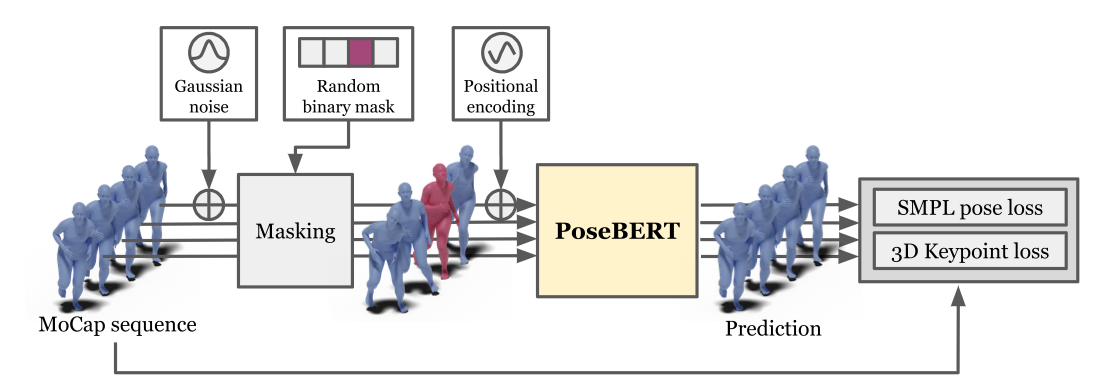 Gaussian
noise
Random
binary mask
Positional
encoding
Masking
PoseBERT
SMPL pose loss
3D Keypoint loss
MoCap sequence
Prediction